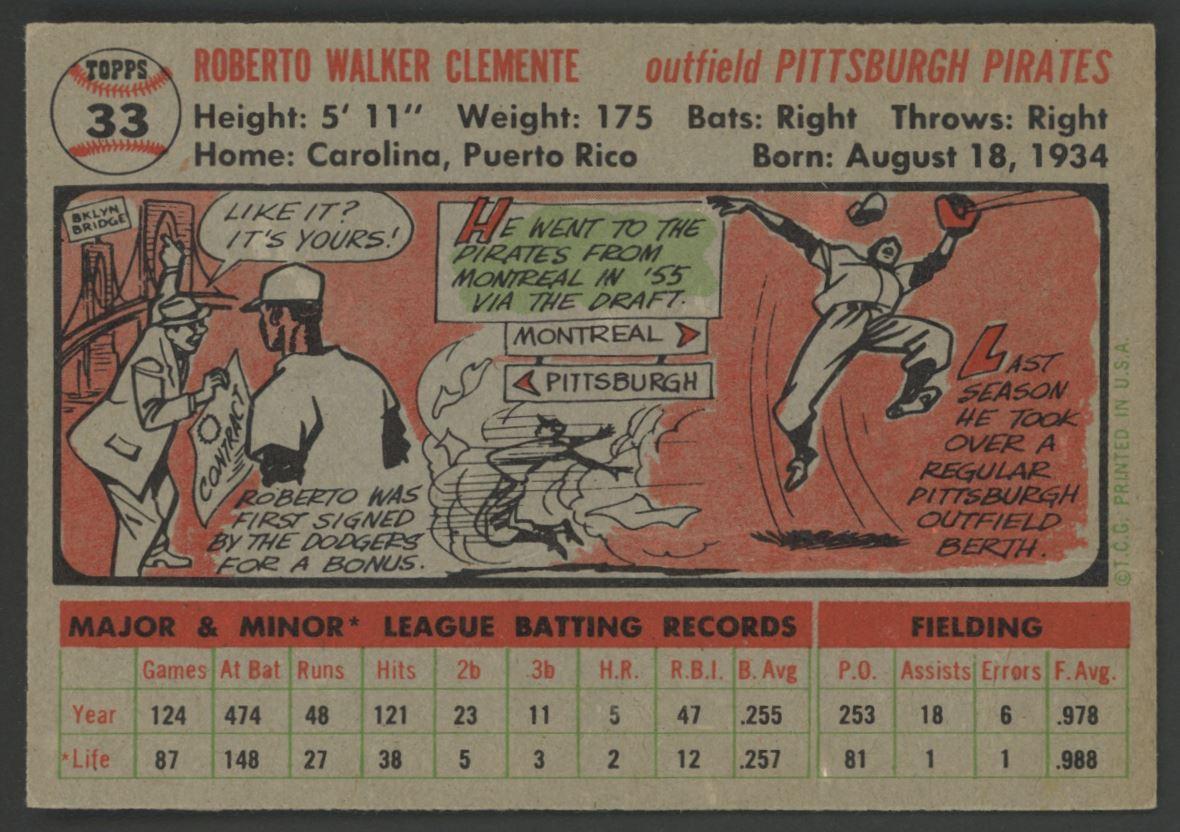 TOPPS
33
ROBERTO WALKER CLEMENTE outfield PITTSBURGH PIRATES
Height: 5' 11" Weight: 175 Bats: Right Throws: Right
Home: Carolina, Puerto Rico Born: August 18, 1934
BKLYN
BRIDGE
LIKE IT?
IT'S YOURS!
CONTRACT
ROBERTO WAS
FIRST SIGNED
BY THE DODGERS
FOR A BONUS.
HE WENT TO THE
PIRATES FROM
MONTREAL IN '55
VIA THE DRAFT.
MONTREAL
PITTSBURGH
LAST
SEASON
HE TOOK
OVER A
REGULAR
PITTSBURGH
OUTFIELD
BERTH.
© T.C.G. PRINTED IN U.S.A.
MAJOR & MINOR* LEAGUE BATTING RECORDS FIELDING
Games At Bat Runs Hits 2b 3b H.R. R.B.I. B. Avg P.O. Assists Errors F. Avg.
Year 124 474 48 121 23 11 5 47 .255 253 18 6 .978
*Life 87 148 27 38 5 3 2 12 .257 81 1 1 .988